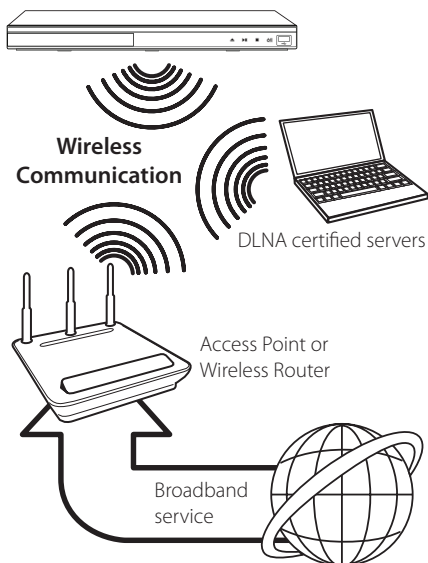 Wireless
Communication
DLNA certified servers
Access Point or
Wireless Router
Broadband
service